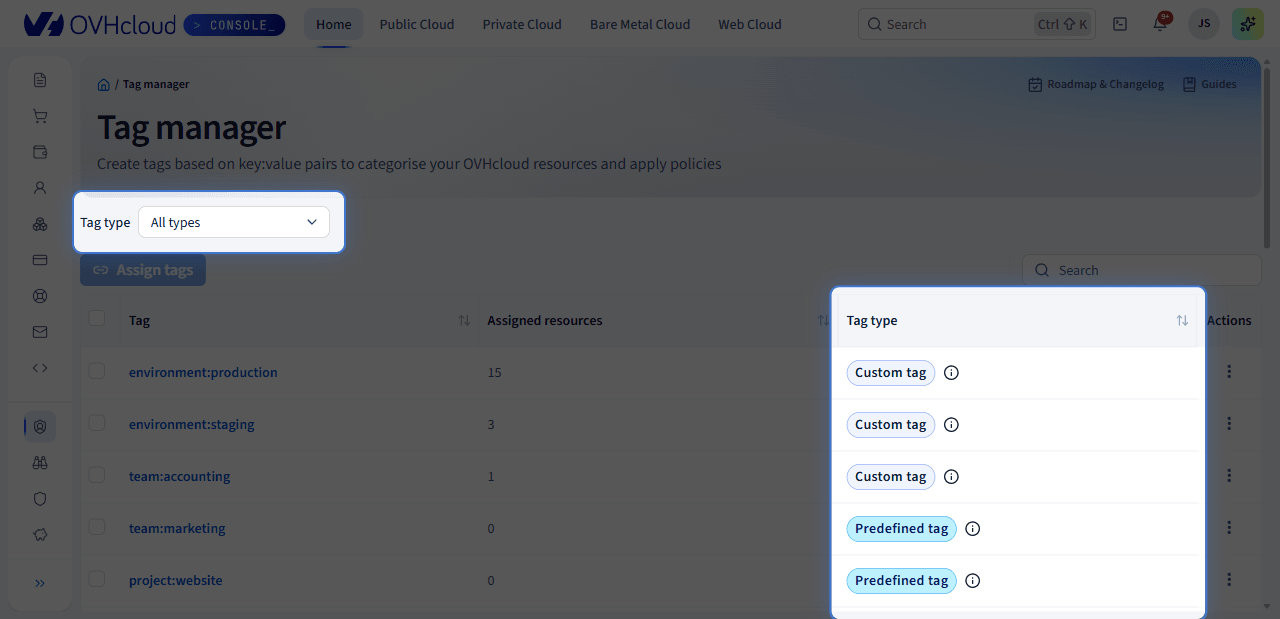 OVHcloud > CONSOLE_ Home Public Cloud Private Cloud Bare Metal Cloud Web Cloud Search Ctrl ⇧ K 9+ JS
/ Tag manager Roadmap & Changelog Guides
Tag manager
Create tags based on key:value pairs to categorise your OVHcloud resources and apply policies
Tag type All types
Assign tags Search
Tag Assigned resources Tag type Actions
environment:production 15 Custom tag
environment:staging 3 Custom tag
team:accounting 1 Custom tag
team:marketing 0 Predefined tag
project:website 0 Predefined tag